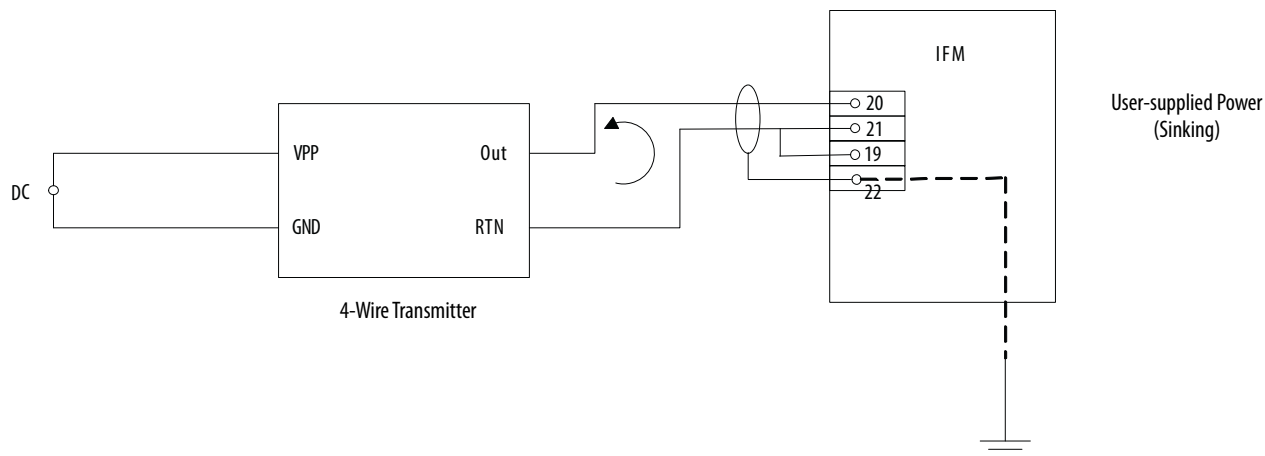 IFM
20
21
19
22
User-supplied Power
(Sinking)
VPP
Out
DC
GND
RTN
4-Wire Transmitter